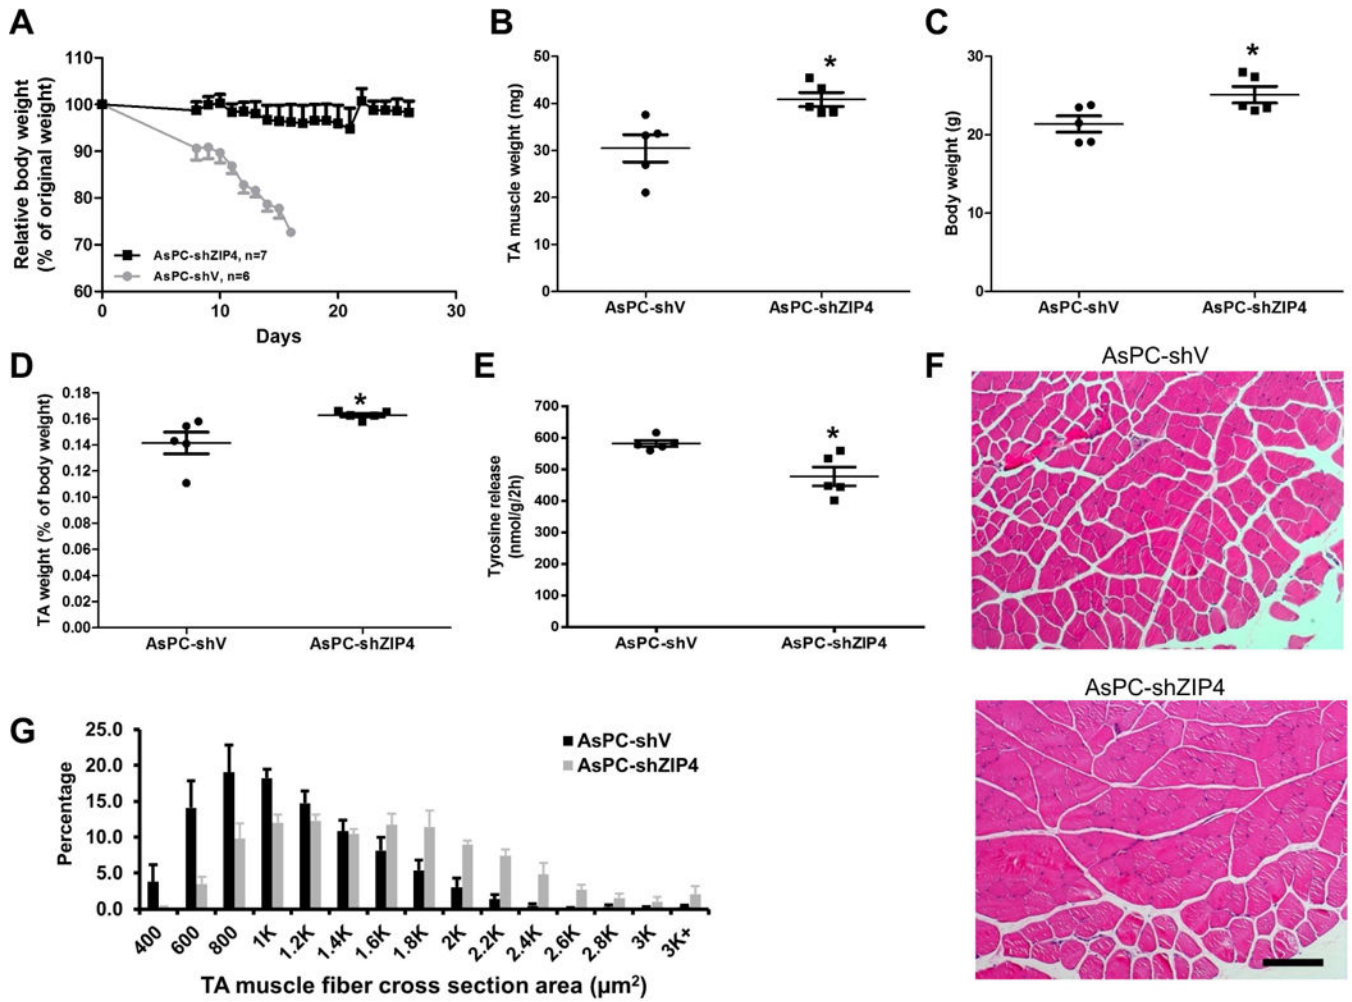 A
Relative body weight
(% of original weight)
110
100
90
80
70
60
AsPC-shZIP4, n=7
AsPC-shV, n=6
0
10
20
30
Days
B
TA muscle weight (mg)
50
40
30
20
10
0
*
AsPC-shV
AsPC-shZIP4
C
Body weight (g)
30
20
10
0
*
AsPC-shV
AsPC-shZIP4
D
TA weight (% of body weight)
0.18
0.16
0.14
0.12
0.10
0.08
0.06
0.04
0.02
0.00
*
AsPC-shV
AsPC-shZIP4
E
Tyrosine release
(nmol/g/2h)
700
600
500
400
300
200
100
0
*
AsPC-shV
AsPC-shZIP4
F
AsPC-shV
AsPC-shZIP4
G
Percentage
25.0
20.0
15.0
10.0
5.0
0.0
AsPC-shV
AsPC-shZIP4
400
600
800
1K
1.2K
1.4K
1.6K
1.8K
2K
2.2K
2.4K
2.6K
2.8K
3K
3K+
TA muscle fiber cross section area (µm²)